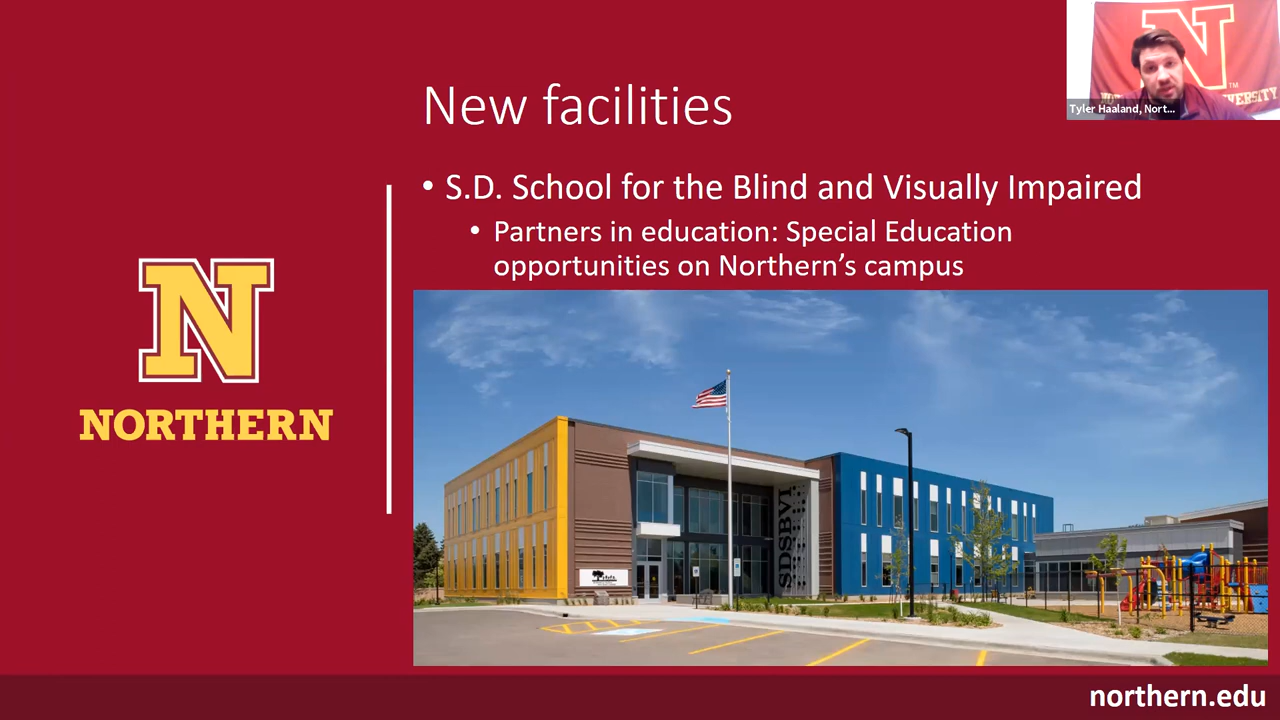 New facilities
Tyler Haaland, Nort...
• S.D. School for the Blind and Visually Impaired
• Partners in education: Special Education
opportunities on Northern's campus
N
NORTHERN
SDSBVI
northern.edu